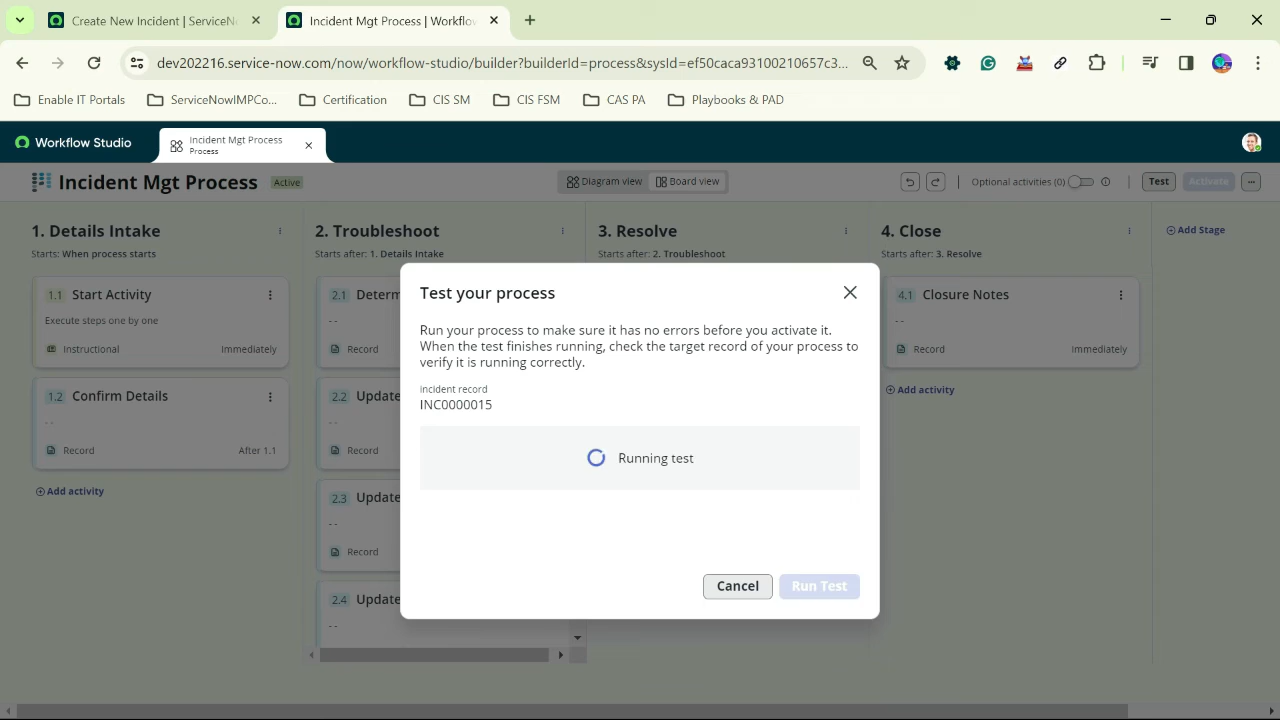 Create New Incident | ServiceN
Incident Mgt Process | Workflow
dev202216.service-now.com/now/workflow-studio/builder?builderId=process&sysId=ef50caca93100210657c3...
Enable IT Portals
ServiceNowIMPCo...
Certification
CIS SM
CIS FSM
CAS PA
Playbooks & PAD
Workflow Studio
Incident Mgt Process
Process
Incident Mgt Process
Active
Diagram view
Board view
Optional activities (0)
Test
Activate
1. Details Intake
Starts: When process starts
1.1 Start Activity
Execute steps one by one
Instructional
Immediately
1.2 Confirm Details
--
Record
After 1.1
Add activity
2. Troubleshoot
Starts after: 1. Details Intake
2.1 Determ
Record
2.2 Update
Record
2.3 Update
--
Record
2.4 Update
--
3. Resolve
Starts after: 2. Troubleshoot
4. Close
Starts after: 3. Resolve
4.1 Closure Notes
--
Record
Immediately
Add activity
Add Stage
Test your process
Run your process to make sure it has no errors before you activate it.
When the test finishes running, check the target record of your process to
verify it is running correctly.
incident record
INC0000015
Running test
Cancel
Run Test